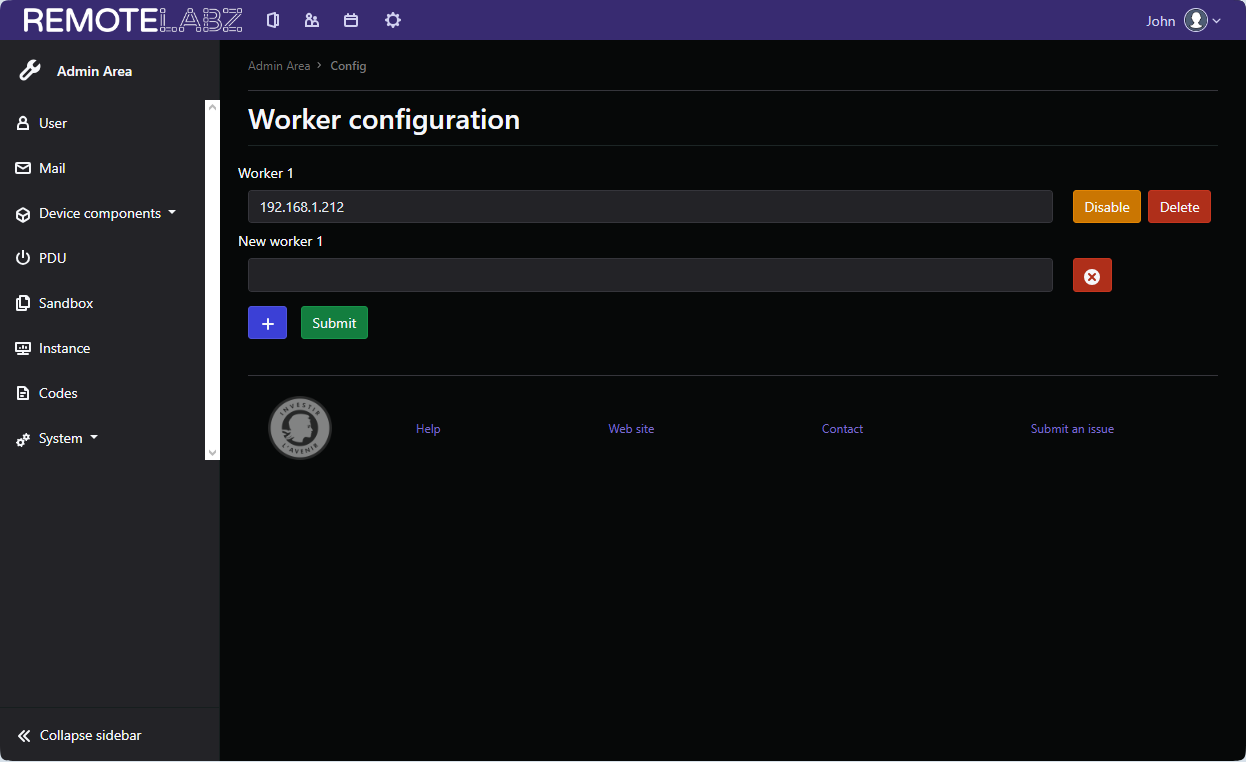 REMOTELABZ
John
Admin Area
Admin Area > Config
User
Worker configuration
Mail
Worker 1
192.168.1.212
Disable
Delete
Device components
New worker 1
PDU
Sandbox
+
Submit
Instance
Codes
System
INVESTIR
L'AVENIR
Help
Web site
Contact
Submit an issue
Collapse sidebar